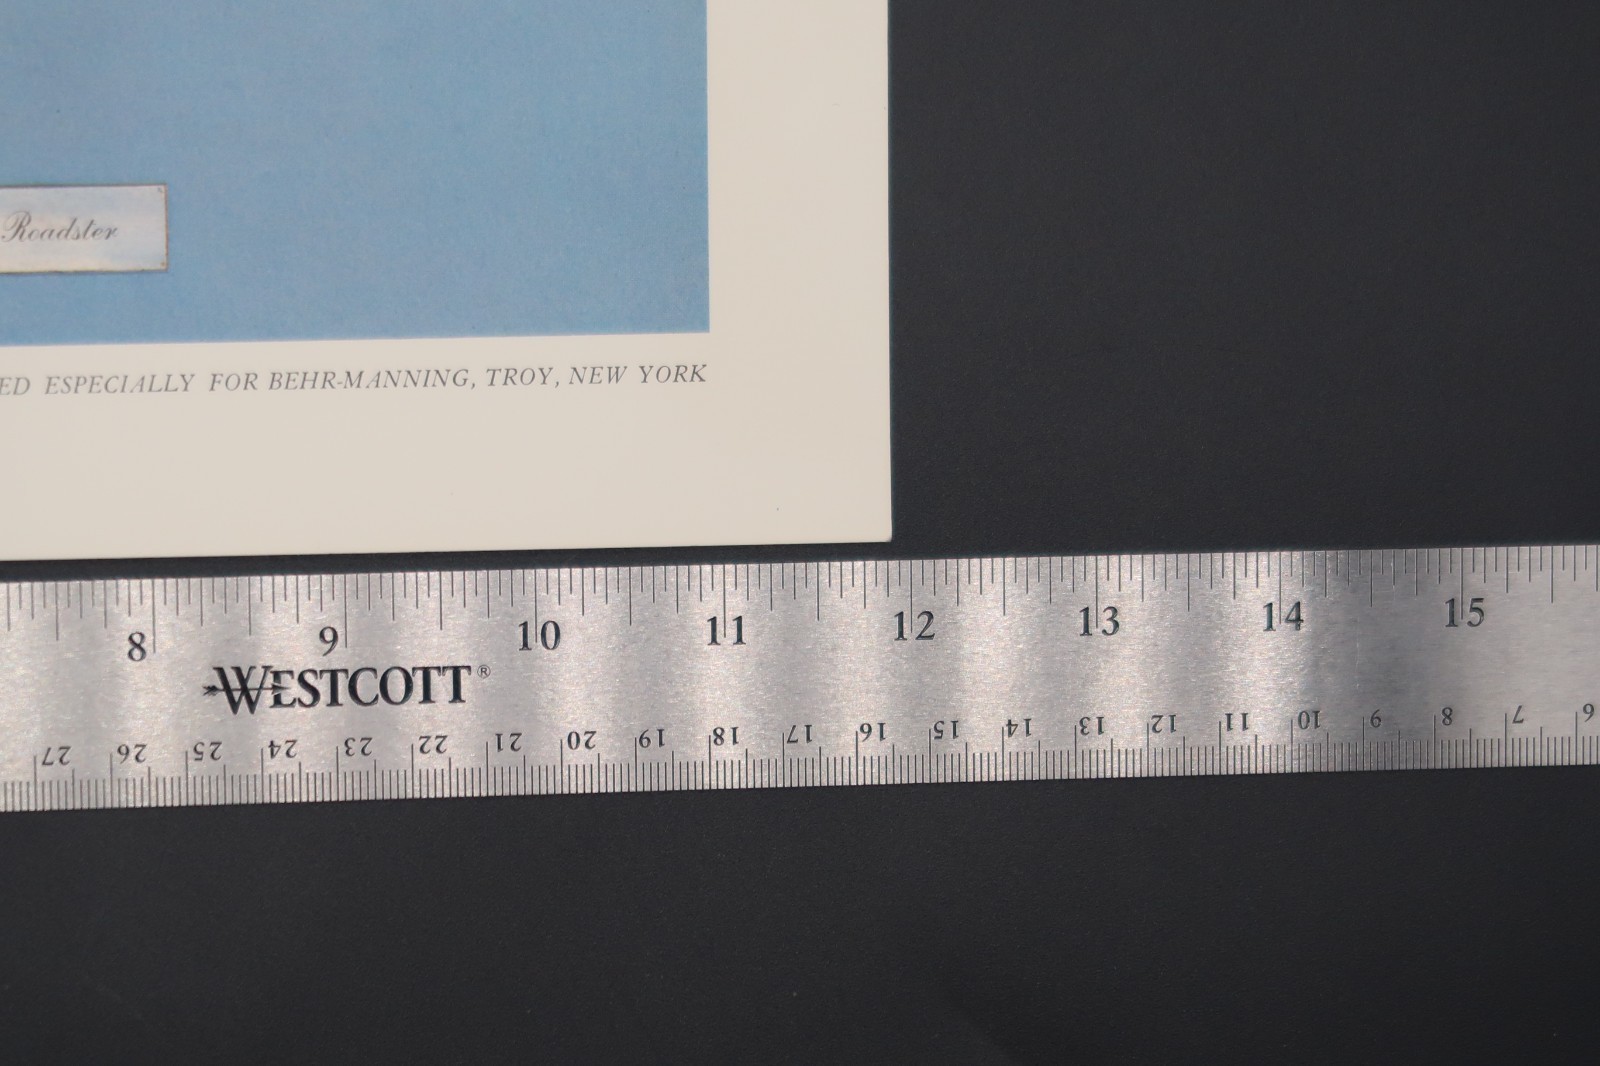 Roadster
ED ESPECIALLY FOR BEHR-MANNING, TROY, NEW YORK
8 9 10 11 12 13 14 15
WESTCOTT®
27 26 25 24 23 22 21 20 19 18 17 16 15 14 13 12 11 10 9 8 7 6